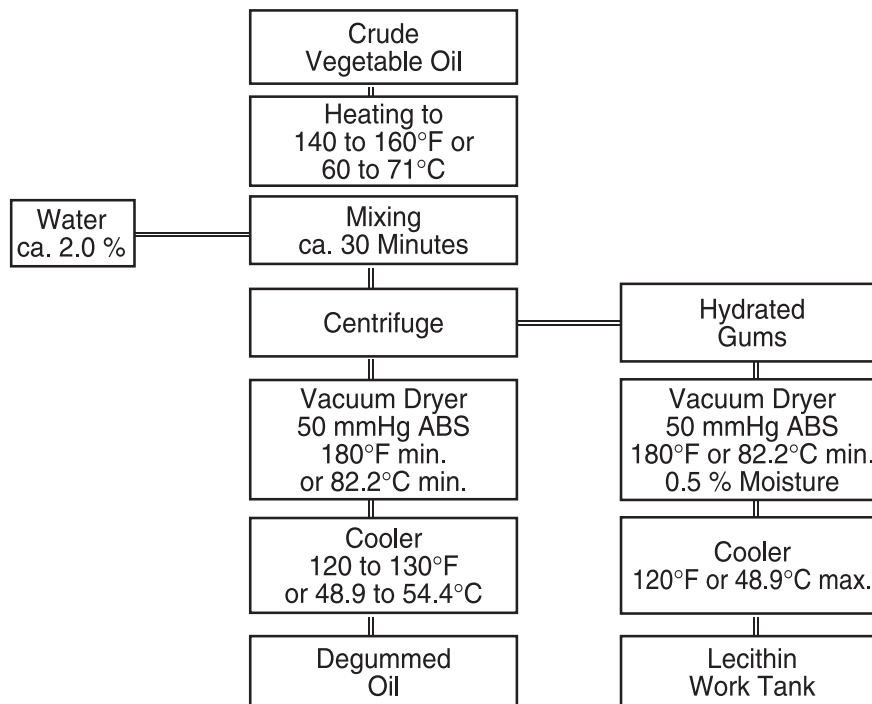 Crude
Vegetable Oil
Heating to
140 to 160°F or
60 to 71°C
Water
ca. 2.0 %
Mixing
ca. 30 Minutes
Centrifuge
Hydrated
Gums
Vacuum Dryer
50 mmHg ABS
180°F min.
or 82.2°C min.
Vacuum Dryer
50 mmHg ABS
180°F or 82.2°C min.
0.5 % Moisture
Cooler
120 to 130°F
or 48.9 to 54.4°C
Cooler
120°F or 48.9°C max.
Degummed
Oil
Lecithin
Work Tank